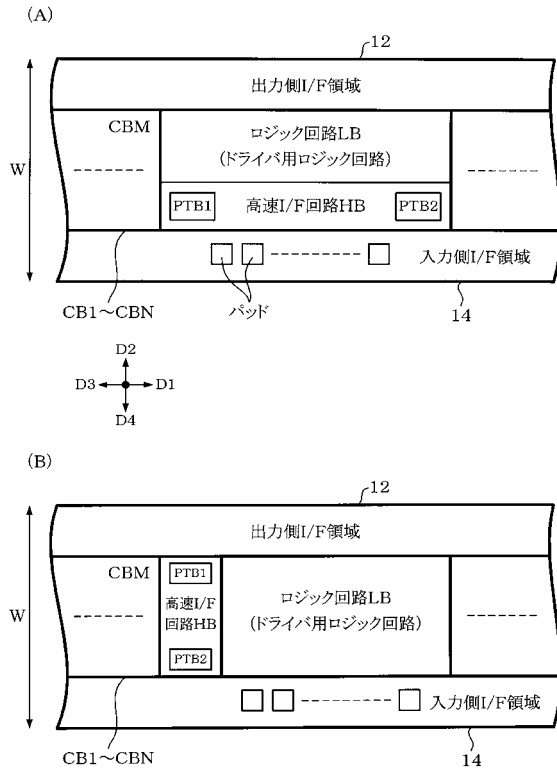 (A)
12
出力側I/F領域
CBM
ロジック回路LB
(ドライバ用ロジック回路)
W
PTB1
高速I/F回路HB
PTB2
入力側I/F領域
パッド
CB1〜CBN
14
D2
D3
D1
D4
(B)
12
出力側I/F領域
CBM
PTB1
高速I/F
回路HB
ロジック回路LB
(ドライバ用ロジック回路)
W
PTB2
入力側I/F領域
CB1〜CBN
14